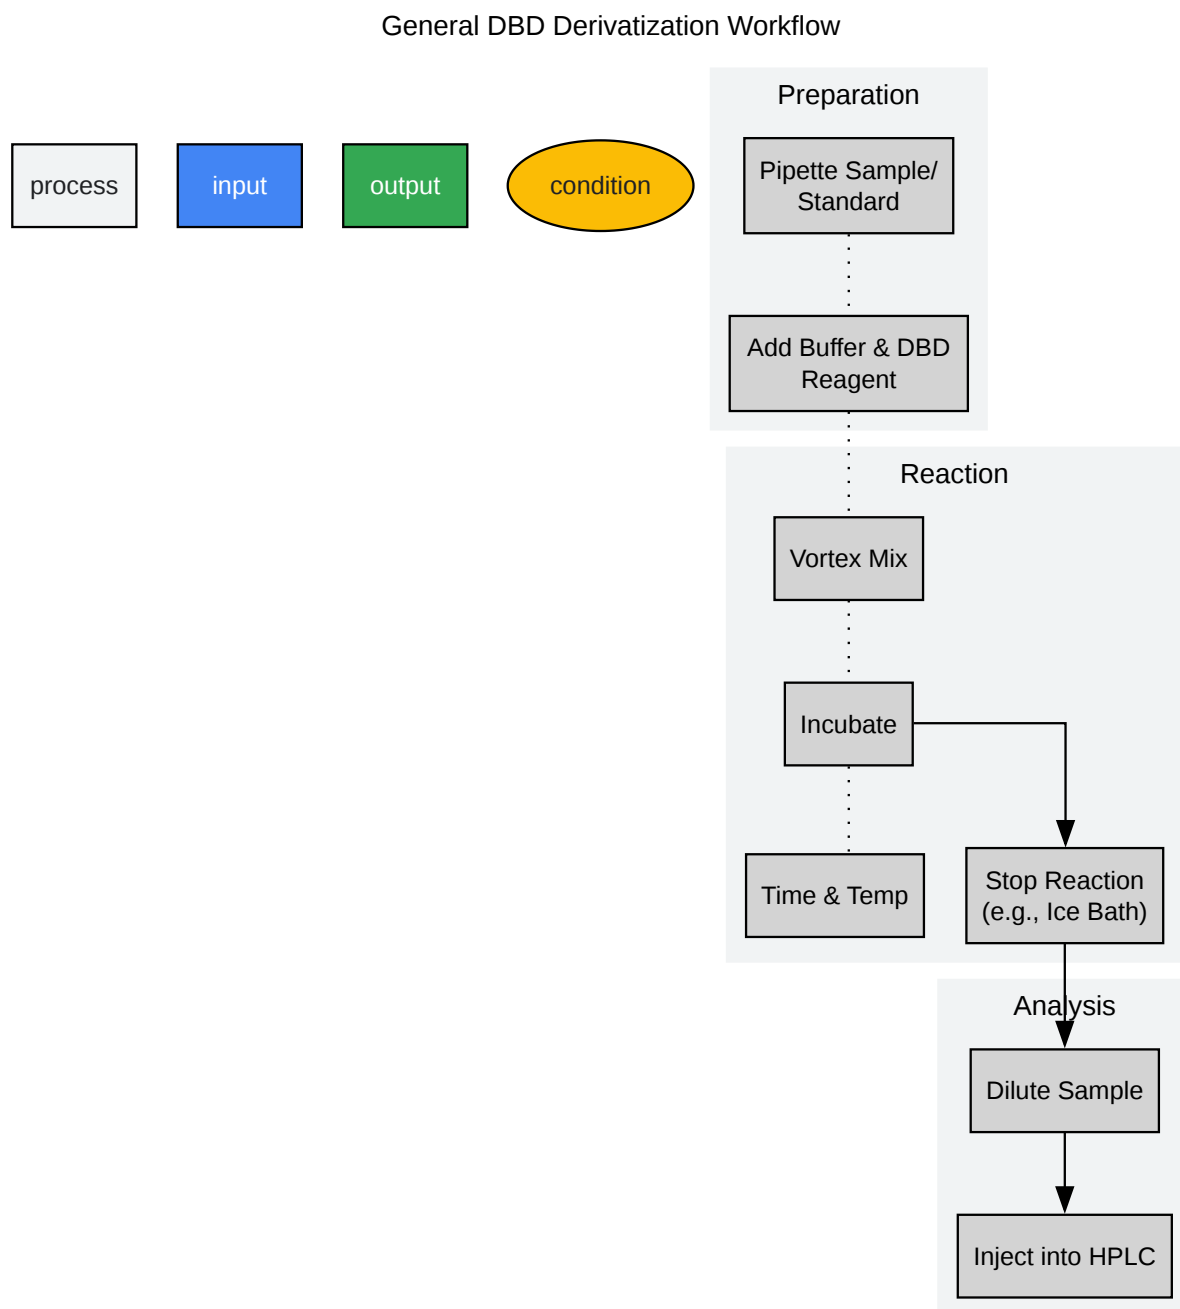 General DBD Derivatization Workflow
process
input
output
condition
Preparation
Pipette Sample/
Standard
Add Buffer & DBD
Reagent
Reaction
Vortex Mix
Incubate
Time & Temp
Stop Reaction
(e.g., Ice Bath)
Analysis
Dilute Sample
Inject into HPLC